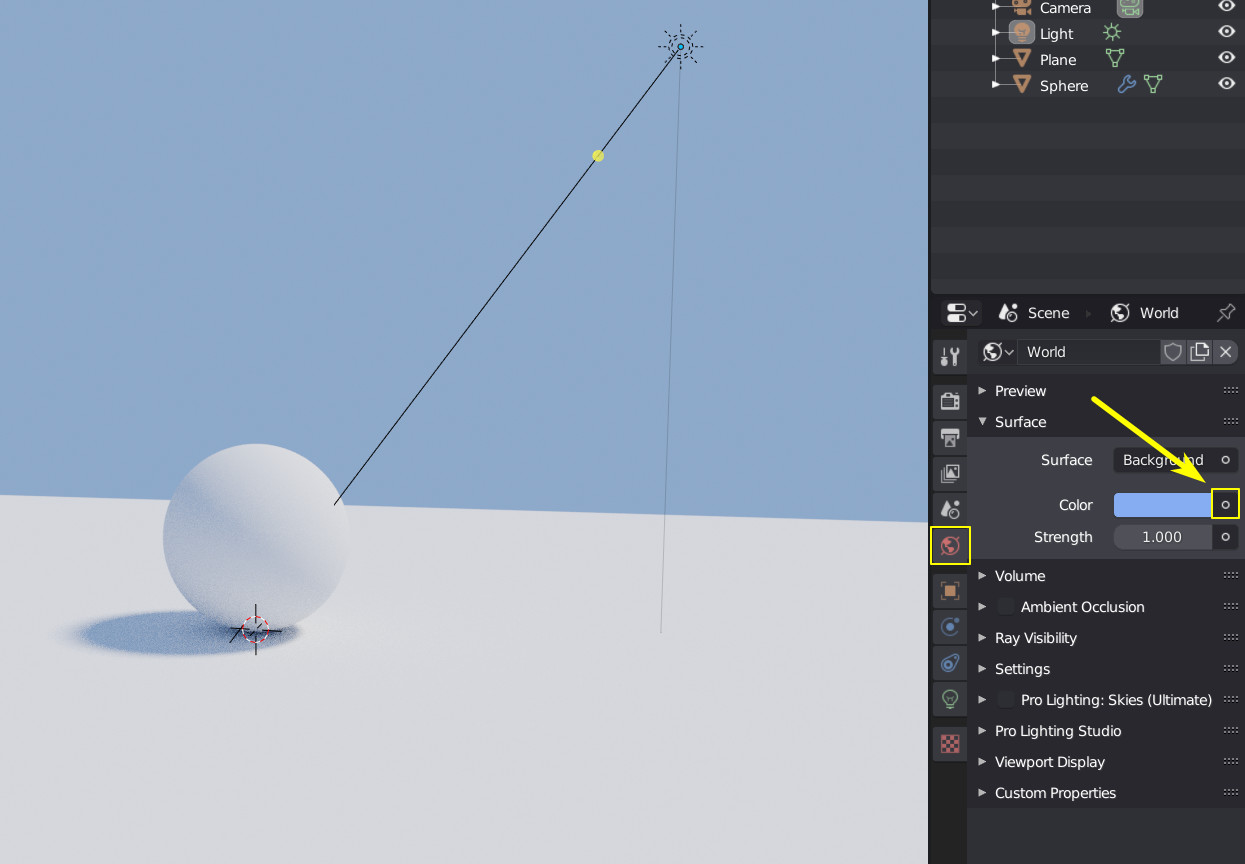 Camera
Light
Plane
Sphere
Scene World
World
Preview
Surface
Surface Background
Color
Strength 1.000
Volume
Ambient Occlusion
Ray Visibility
Settings
Pro Lighting: Skies (Ultimate)
Pro Lighting Studio
Viewport Display
Custom Properties